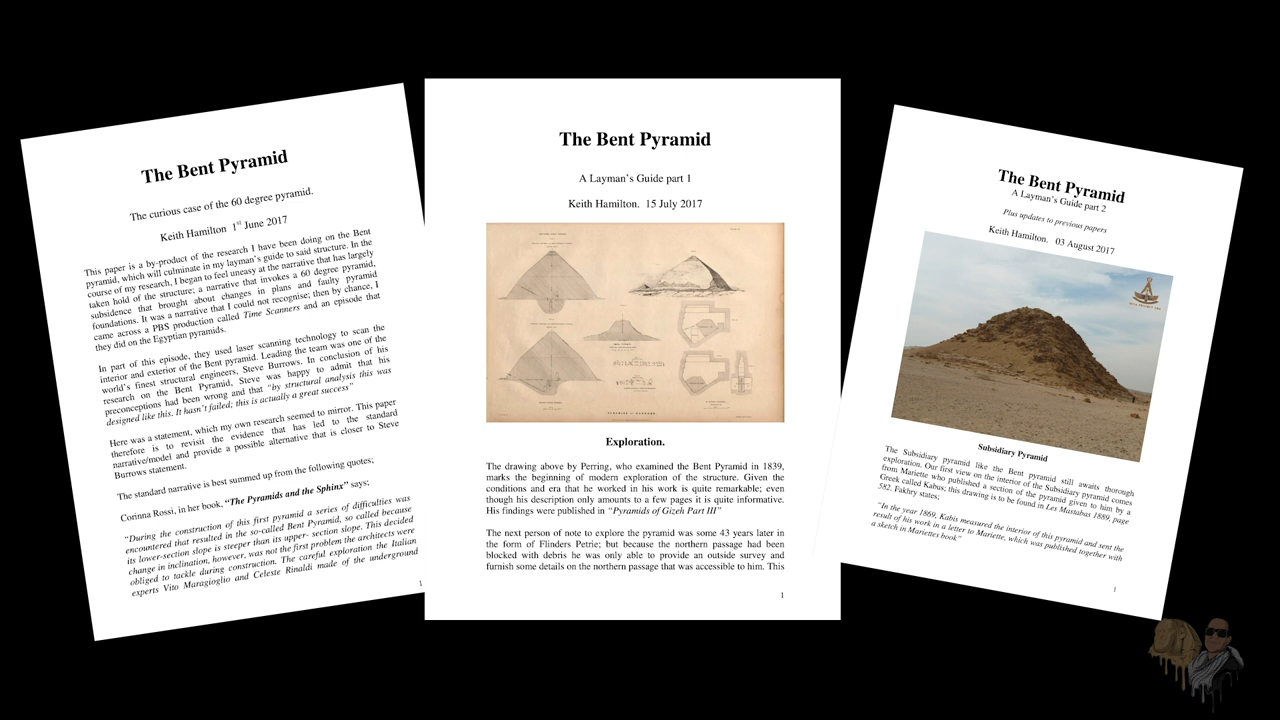 The Bent Pyramid
The curious case of the 60 degree pyramid.
Keith Hamilton 1st June 2017
This paper is a by-product of the research I have been doing on the Bent
pyramid, which will culminate in my layman's guide to said structure. In the
course of my research, I began to feel uneasy at the narrative that has largely
taken hold of the structure; a narrative that invokes a 60 degree pyramid,
subsidence that brought about changes in plans and faulty pyramid
foundations. It was a narrative that I could not recognise; then by chance, I
came across a PBS production called Time Scanners and an episode that
they did on the Egyptian pyramids.
In part of this episode, they used laser scanning technology to scan the
interior and exterior of the Bent pyramid. Leading the team was one of the
world's finest structural engineers, Steve Burrows. In conclusion of his
research on the Bent Pyramid, Steve was happy to admit that his
preconceptions had been wrong and that "by structural analysis this was
designed like this. It hasn't failed; this is actually a great success"
Here was a statement, which my own research seemed to mirror. This paper
therefore is to revisit the evidence that has led to the standard
narrative/model and provide a possible alternative that is closer to Steve
Burrows statement.
The standard narrative is best summed up from the following quotes;
Corinna Rossi, in her book, "The Pyramids and the Sphinx" says;
"During the construction of this first pyramid a series of difficulties was
encountered that resulted in the so-called Bent Pyramid, so called because
its lower-section slope is steeper than its upper- section slope. This decided
change in inclination, however, was not the first problem the architects were
obliged to tackle during construction. The careful exploration the Italian
experts Vito Maragioglio and Celeste Rinaldi made of the underground
1
The Bent Pyramid
A Layman's Guide part 1
Keith Hamilton. 15 July 2017
Exploration.
The drawing above by Perring, who examined the Bent Pyramid in 1839,
marks the beginning of modern exploration of the structure. Given the
conditions and era that he worked in his work is quite remarkable; even
though his description only amounts to a few pages it is quite informative.
His findings were published in "Pyramids of Gizeh Part III"
The next person of note to explore the pyramid was some 43 years later in
the form of Flinders Petrie; but because the northern passage had been
blocked with debris he was only able to provide an outside survey and
furnish some details on the northern passage that was accessible to him. This
1
The Bent Pyramid
A Layman's Guide part 2
Plus updates to previous papers
Keith Hamilton. 03 August 2017
Subsidiary Pyramid
The Subsidiary pyramid like the Bent pyramid still awaits thorough
exploration. Our first view on the interior of the Subsidiary pyramid comes
from Mariette who published a section of the pyramid given to him by a
Greek called Kabus; this drawing is to be found in Les Mastabas 1889, page
582. Fakhry states;
"In the year 1869, Kabis measured the interior of this pyramid and sent the
result of his work in a letter to Mariette, which was published together with
a sketch in Mariettes book"
1